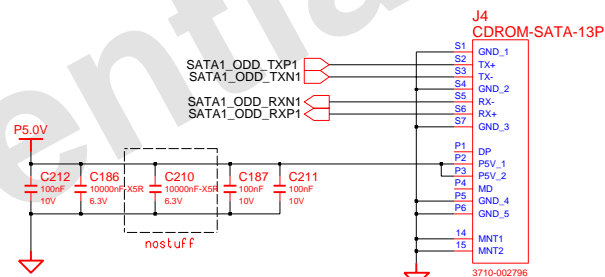 J4
CDROM-SATA-13P
S1 GND_1
SATA1_ODD_TXP1 S2 TX+
SATA1_ODD_TXN1 S3 TX-
S4 GND_2
SATA1_ODD_RXN1 S5 RX-
SATA1_ODD_RXP1 S6 RX+
S7 GND_3
P5.0V
P1 DP
P2 P5V_1
P3 P5V_2
P4 MD
P5 GND_4
P6 GND_5
14 MNT1
15 MNT2
3710-002796
C212 C186 C210 C187 C211
100nF 10000nF-X5R 10000nF-X5R 100nF 100nF
10V 6.3V 6.3V 10V 10V
nostuff